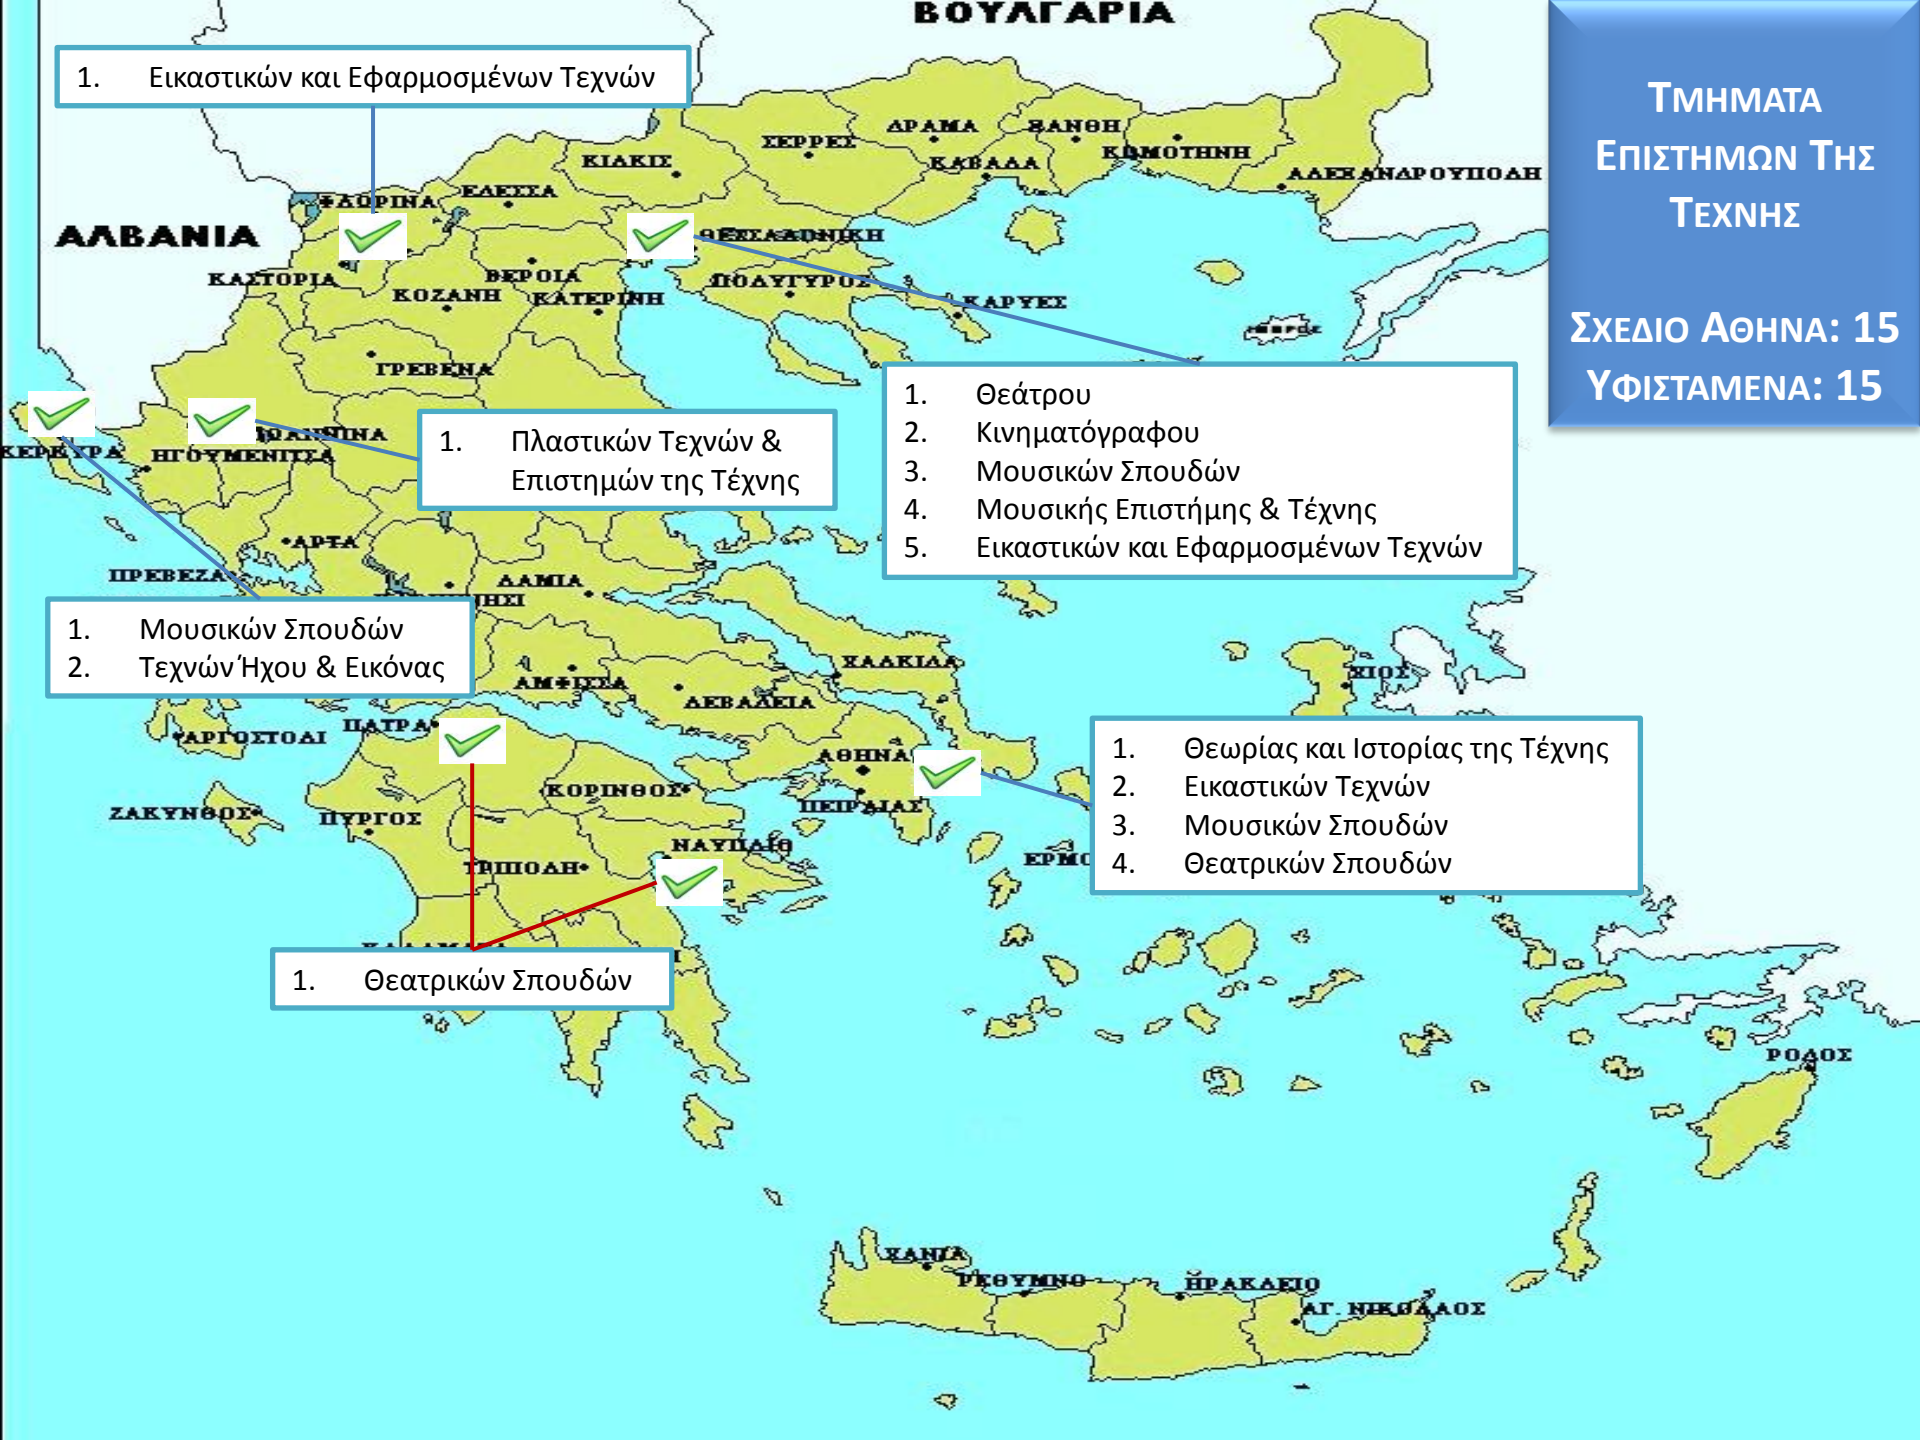 ΒΟΥΛΓΑΡΙΑ
ΤΜΗΜΑΤΑ
ΕΠΙΣΤΗΜΩΝ ΤΗΣ
ΤΕΧΝΗΣ
ΣΧΕΔΙΟ ΑΘΗΝΑ: 15
ΥΦΙΣΤΑΜΕΝΑ: 15
1. Εικαστικών και Εφαρμοσμένων Τεχνών
ΔΡΑΜΑ
ΞΑΝΘΗ
ΣΕΡΡΕΣ
ΚΙΛΚΙΣ
ΚΑΒΑΛΑ
ΚΟΜΟΤΗΝΗ
ΑΛΕΞΑΝΔΡΟΥΠΟΛΗ
ΕΔΕΣΣΑ
ΦΛΩΡΙΝΑ
ΑΛΒΑΝΙΑ
ΘΕΣΣΑΛΟΝΙΚΗ
ΚΑΣΤΟΡΙΑ
ΒΕΡΟΙΑ
ΠΟΛΥΓΥΡΟΣ
ΚΟΖΑΝΗ
ΚΑΤΕΡΙΝΗ
ΚΑΡΥΕΣ
ΓΡΕΒΕΝΑ
1. Θεάτρου
2. Κινηματόγραφου
3. Μουσικών Σπουδών
4. Μουσικής Επιστήμης & Τέχνης
5. Εικαστικών και Εφαρμοσμένων Τεχνών
1. Πλαστικών Τεχνών &
Επιστημών της Τέχνης
ΚΕΡΚΥΡΑ
ΗΓΟΥΜΕΝΙΤΣΑ
ΑΡΤΑ
ΠΡΕΒΕΖΑ
ΛΑΜΙΑ
1. Μουσικών Σπουδών
2. Τεχνών Ήχου & Εικόνας
ΧΑΛΚΙΔΑ
ΧΙΟΣ
ΑΜΦΙΣΣΑ
ΛΕΒΑΔΕΙΑ
ΠΑΤΡΑ
ΑΡΓΟΣΤΟΛΙ
ΑΘΗΝΑ
1. Θεωρίας και Ιστορίας της Τέχνης
2. Εικαστικών Τεχνών
3. Μουσικών Σπουδών
4. Θεατρικών Σπουδών
ΚΟΡΙΝΘΟΣ
ΠΕΙΡΑΙΑΣ
ΖΑΚΥΝΘΟΣ
ΠΥΡΓΟΣ
ΝΑΥΠΛΙΟ
ΕΡΜΟ
ΤΡΙΠΟΛΗ
1. Θεατρικών Σπουδών
ΡΟΔΟΣ
ΧΑΝΙΑ
ΡΕΘΥΜΝΟ
ΗΡΑΚΛΕΙΟ
ΑΓ. ΝΙΚΟΛΑΟΣ